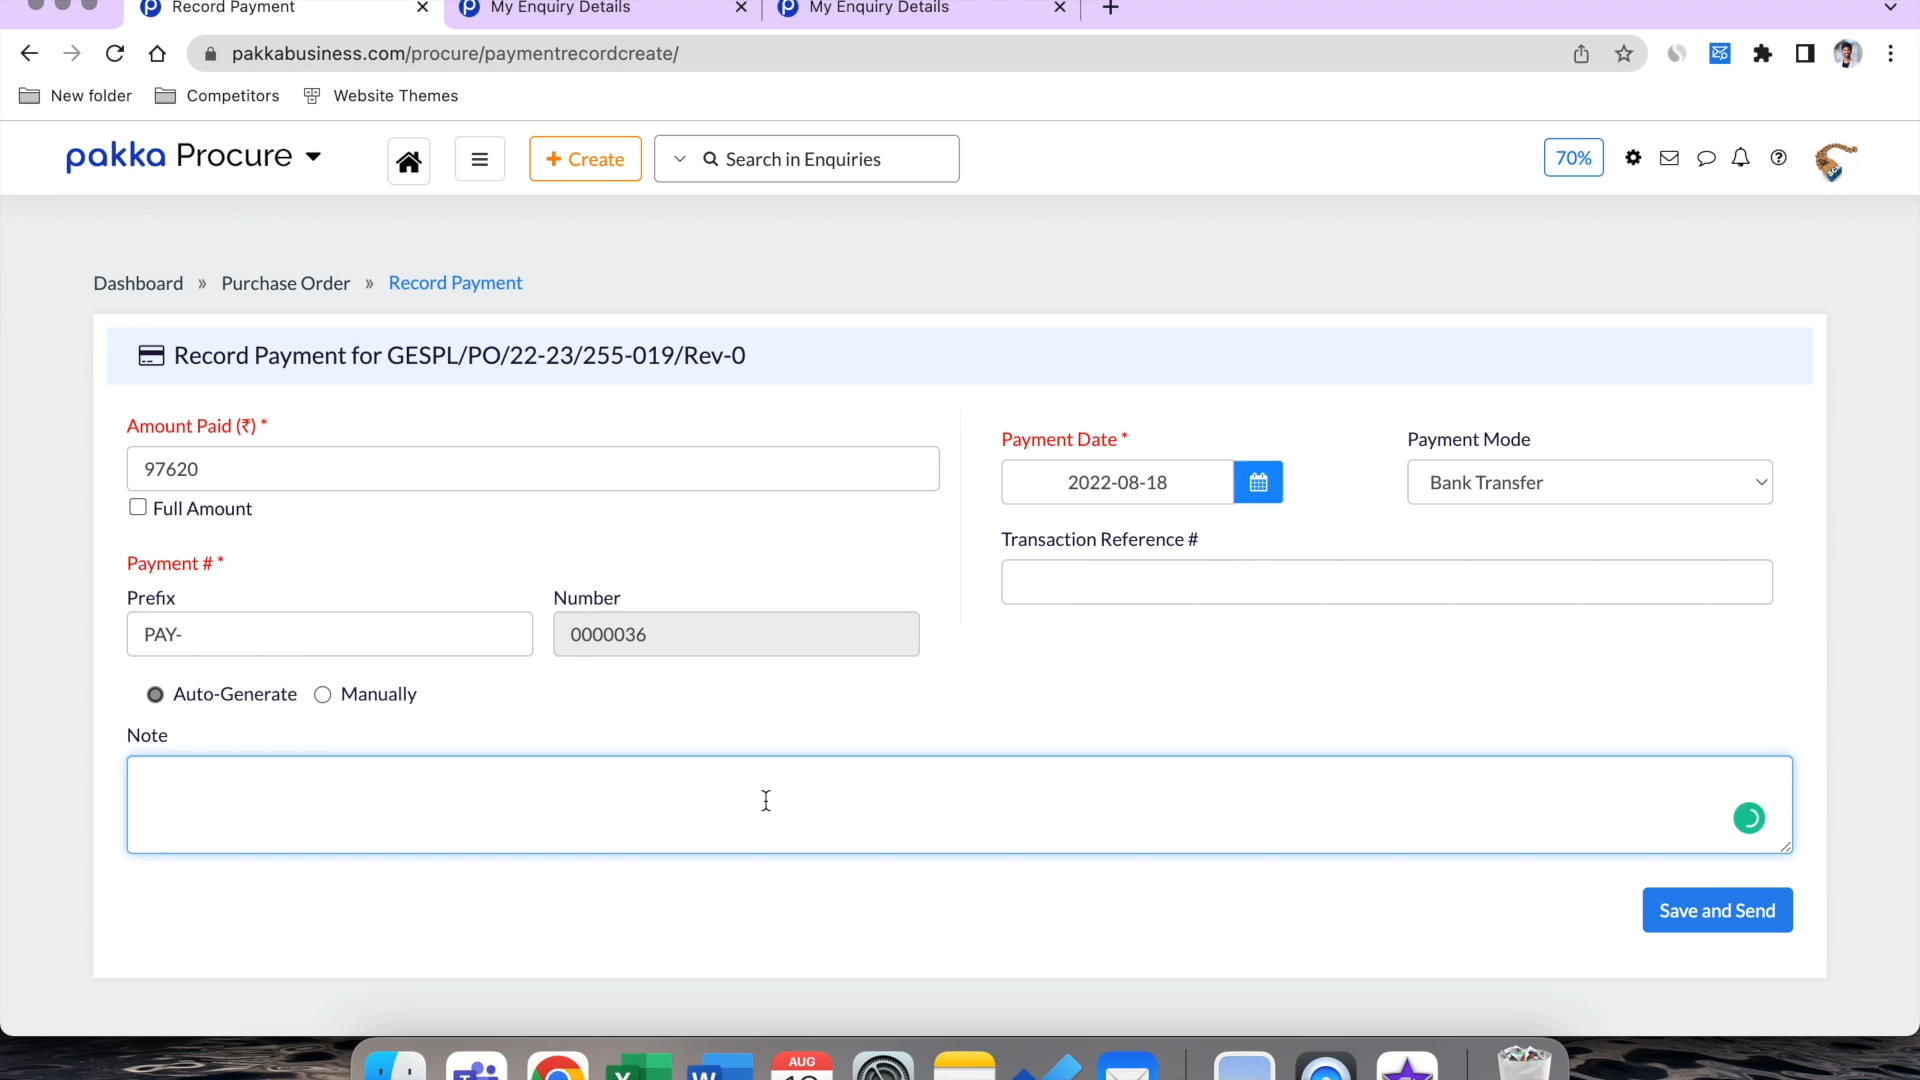 Record Payment
My Enquiry Details
My Enquiry Details
pakkabusiness.com/procure/paymentrecordcreate/
New folder
Competitors
Website Themes
pakka Procure
+ Create
Search in Enquiries
70%
Dashboard » Purchase Order » Record Payment
Record Payment for GESPL/PO/22-23/255-019/Rev-0
Amount Paid (₹) *
97620
Full Amount
Payment Date *
2022-08-18
Payment Mode
Bank Transfer
Transaction Reference #
Payment # *
Prefix
PAY-
Number
0000036
Auto-Generate
Manually
Note
Save and Send
AUG